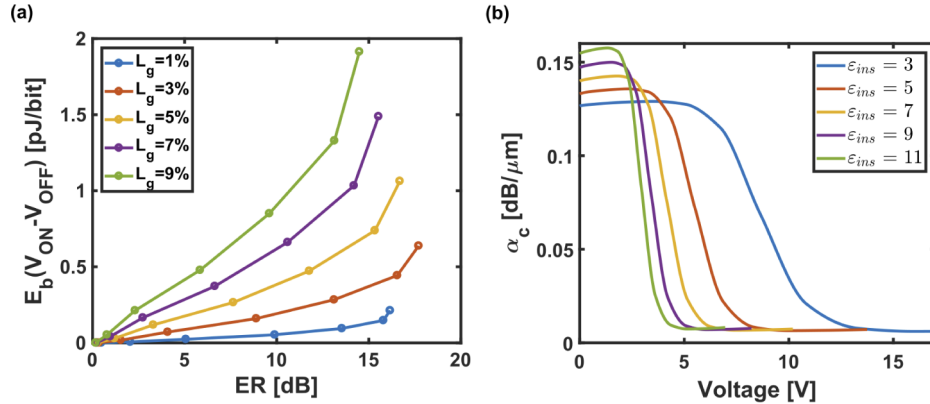 (a)
E_b(V_ON-V_OFF) [pJ/bit]
2
1.5
1
0.5
0
L_g=1%
L_g=3%
L_g=5%
L_g=7%
L_g=9%
0 5 10 15 20
ER [dB]
(b)
α_c [dB/μm]
0.15
0.1
0.05
0
ε_ins = 3
ε_ins = 5
ε_ins = 7
ε_ins = 9
ε_ins = 11
0 5 10 15
Voltage [V]